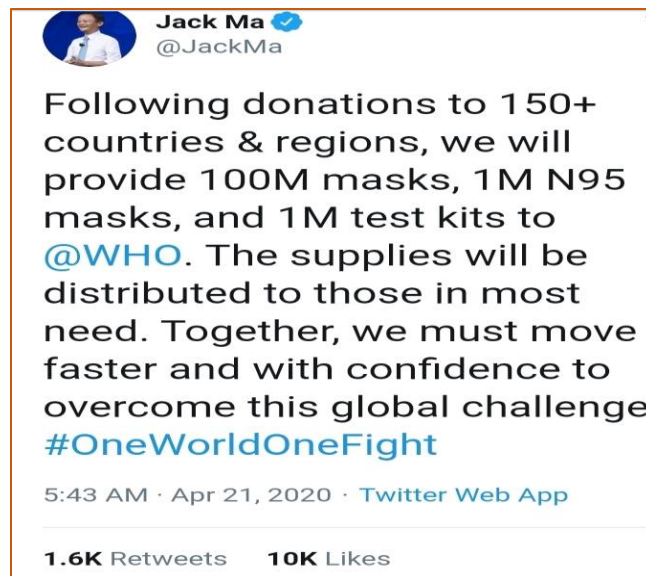 Jack Ma
@JackMa
Following donations to 150+
countries & regions, we will
provide 100M masks, 1M N95
masks, and 1M test kits to
@WHO. The supplies will be
distributed to those in most
need. Together, we must move
faster and with confidence to
overcome this global challenge
#OneWorldOneFight
5:43 AM · Apr 21, 2020 · Twitter Web App
1.6K Retweets 10K Likes